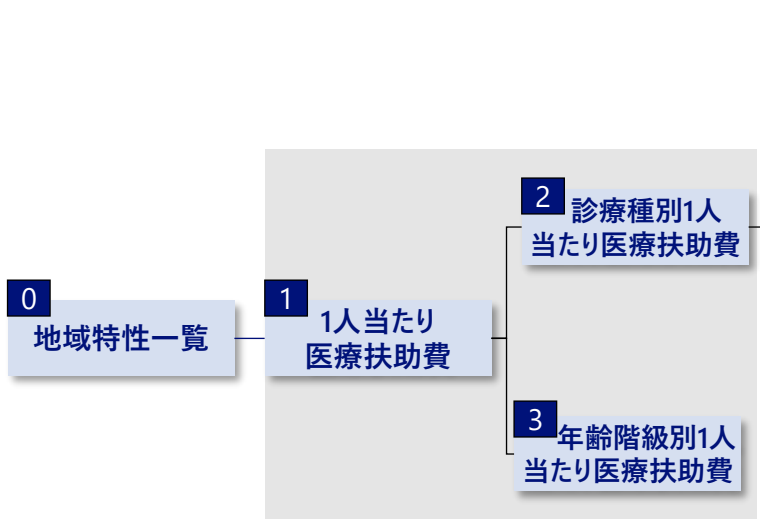 0
地域特性一覧
1
1人当たり
医療扶助費
2
診療種別1人
当たり医療扶助費
3
年齢階級別1人
当たり医療扶助費